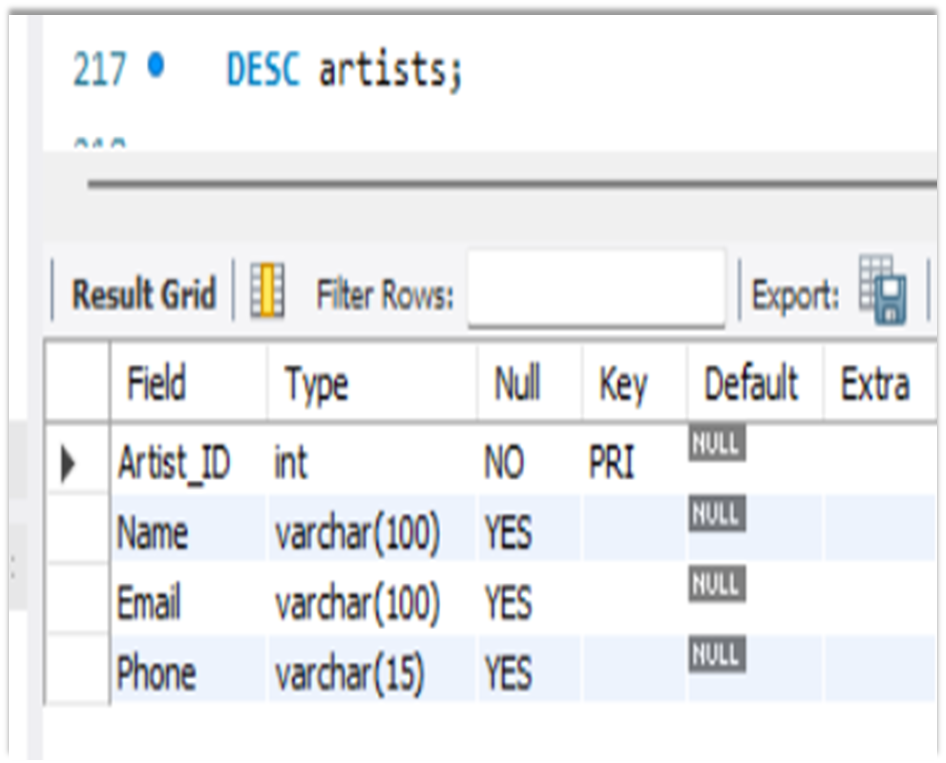 217 DESC artists;
Result Grid Filter Rows: Export:
Field Type Null Key Default Extra
Artist_ID int NO PRI NULL
Name varchar(100) YES NULL
Email varchar(100) YES NULL
Phone varchar(15) YES NULL